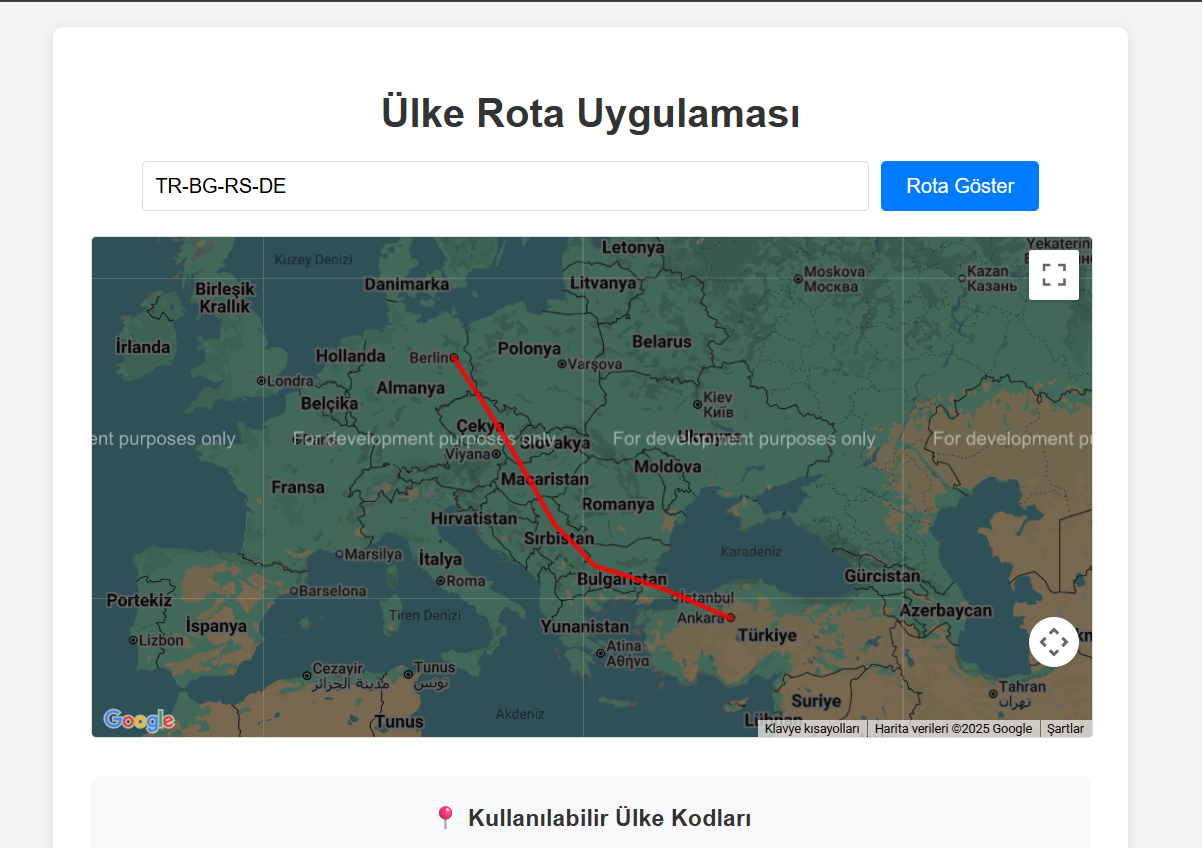 Ülke Rota Uygulaması
TR-BG-RS-DE
Rota Göster
Letonya
Yekaterin
Kuzey Denizi
Moskova
Москва
Kazan
Казань
Danimarka
Litvanya
Birleşik
Krallık
İrlanda
Hollanda
Berlin
Polonya
Varşova
Belarus
Londra
Almanya
Belçika
Kiev
Київ
Çekya
ent purposes only
For development purposes only
For development purposes only
For development pu
Slovakya
Ukrayna
Viyana
Moldova
Macaristan
Fransa
Romanya
Hırvatistan
Sırbistan
Marsilya
İtalya
Karadeniz
Roma
Bulgaristan
Gürcistan
Barselona
Portekiz
İstanbul
Azerbaycan
Tiren Denizi
Ankara
İspanya
Yunanistan
Türkiye
Lizbon
Atina
Αθήνα
Cezayir
مدينة الجزائر
Tunus
تونس
Tahran
تهران
Suriye
Akdeniz
Tunus
Lübnan
Google
Klavye kısayolları
Harita verileri ©2025 Google
Şartlar
Kullanılabilir Ülke Kodları